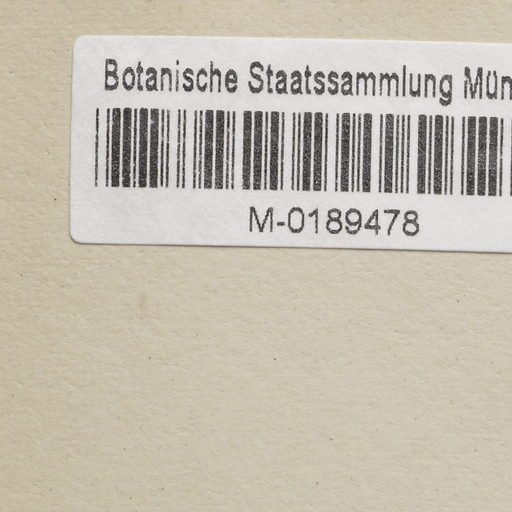 Botanische Staatssammlung Mün
M-0189478